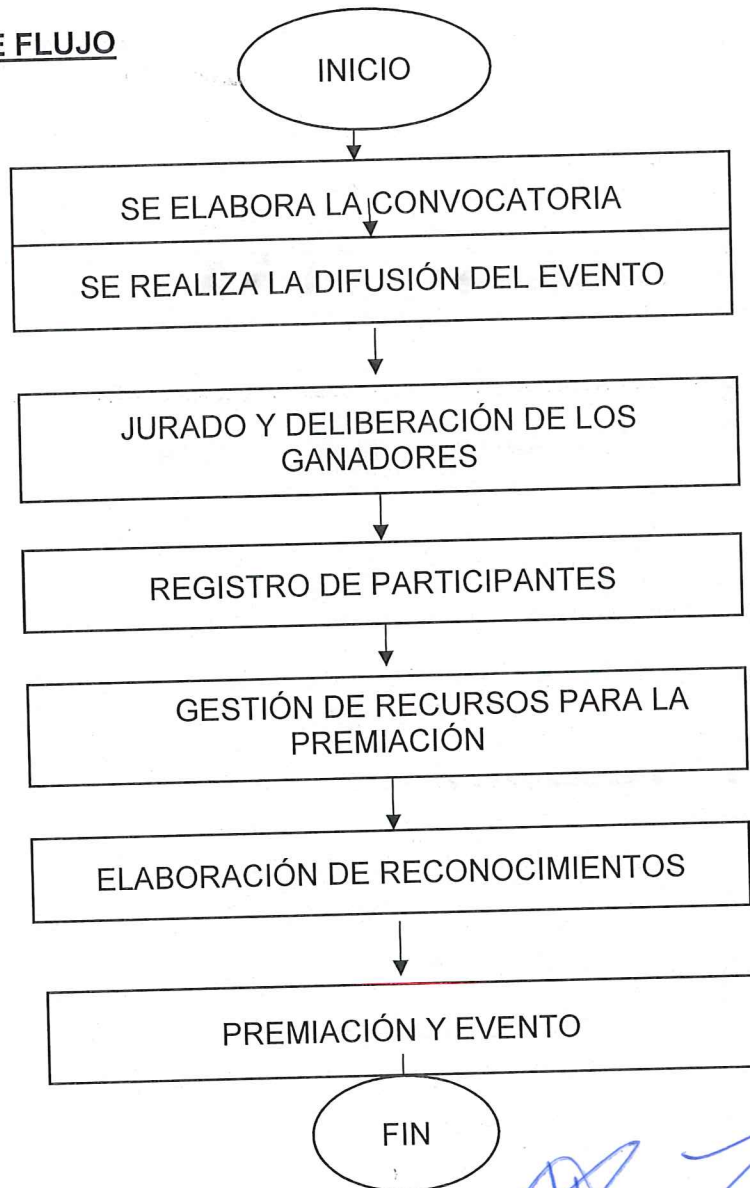 E FLUJO
INICIO
SE ELABORA LA CONVOCATORIA
SE REALIZA LA DIFUSIÓN DEL EVENTO
JURADO Y DELIBERACIÓN DE LOS
GANADORES
REGISTRO DE PARTICIPANTES
GESTIÓN DE RECURSOS PARA LA
PREMIACIÓN
ELABORACIÓN DE RECONOCIMIENTOS
PREMIACIÓN Y EVENTO
FIN